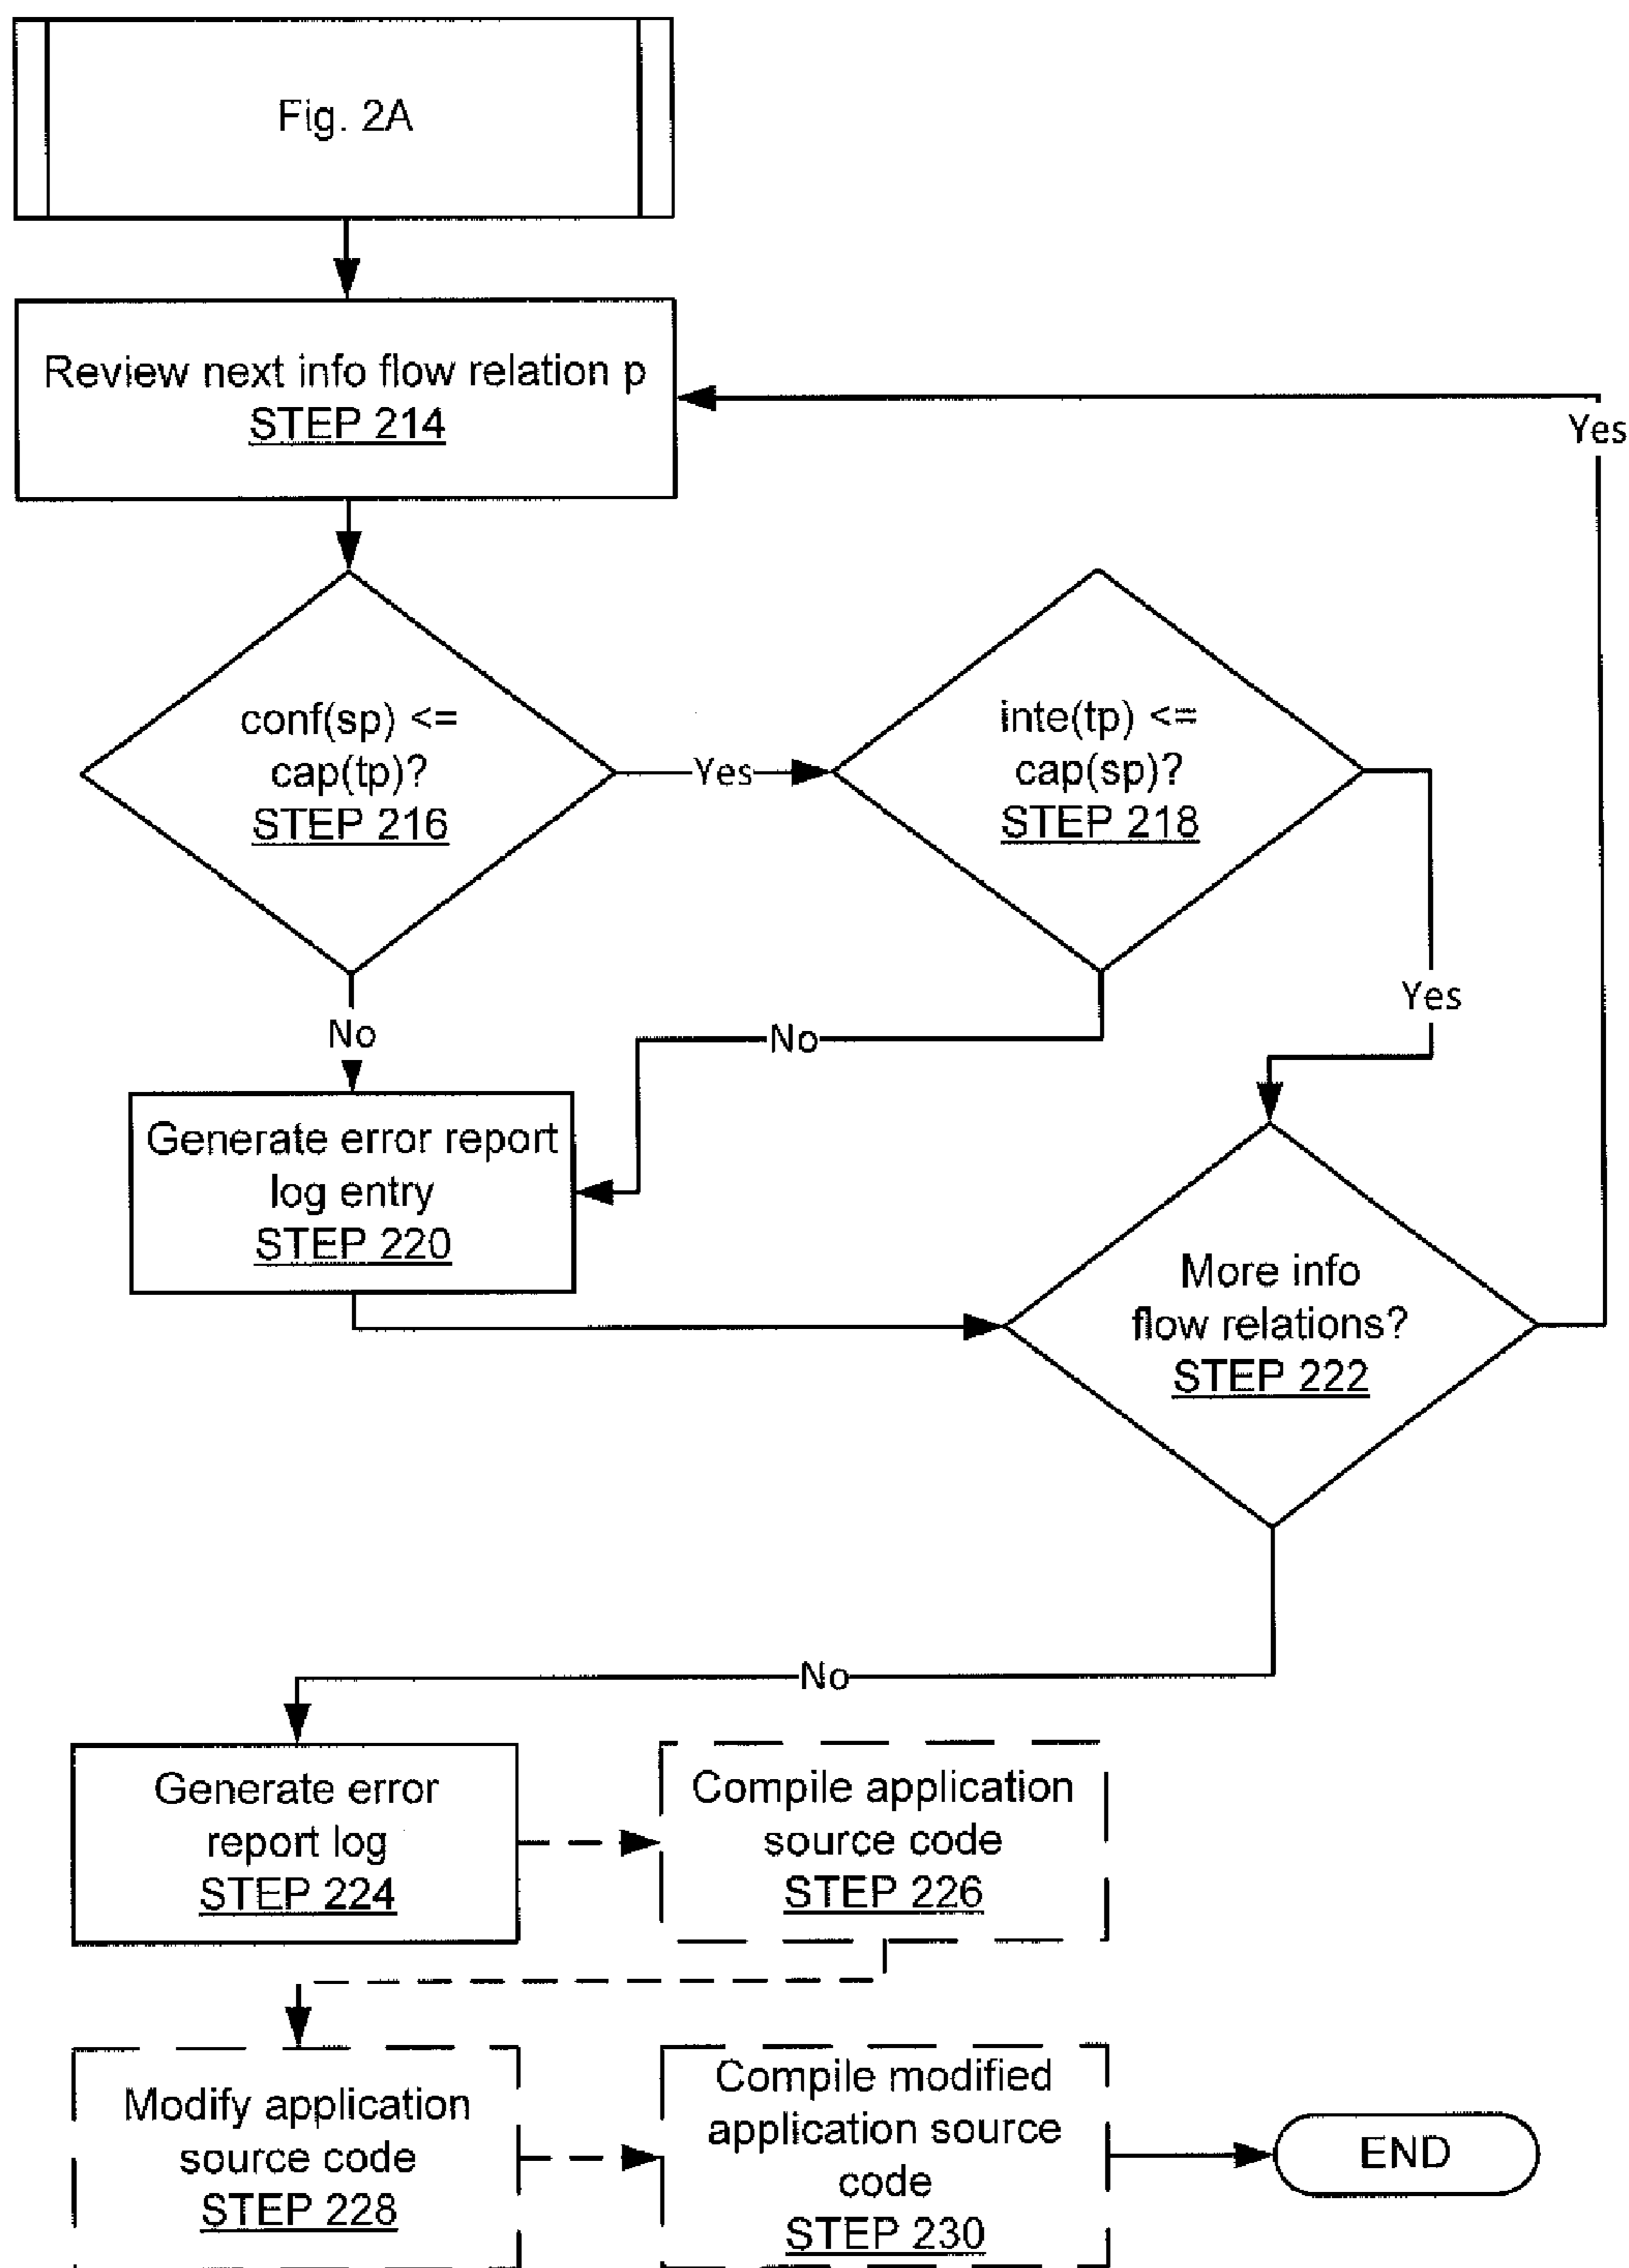 Fig. 2A
Review next info flow relation p
STEP 214
Yes
conf(sp) <=
cap(tp)?
STEP 216
Yes
inte(tp) <=
cap(sp)?
STEP 218
Yes
No
No
Generate error report
log entry
STEP 220
More info
flow relations?
STEP 222
No
Generate error
report log
STEP 224
Compile application
source code
STEP 226
Modify application
source code
STEP 228
Compile modified
application source
code
STEP 230
END